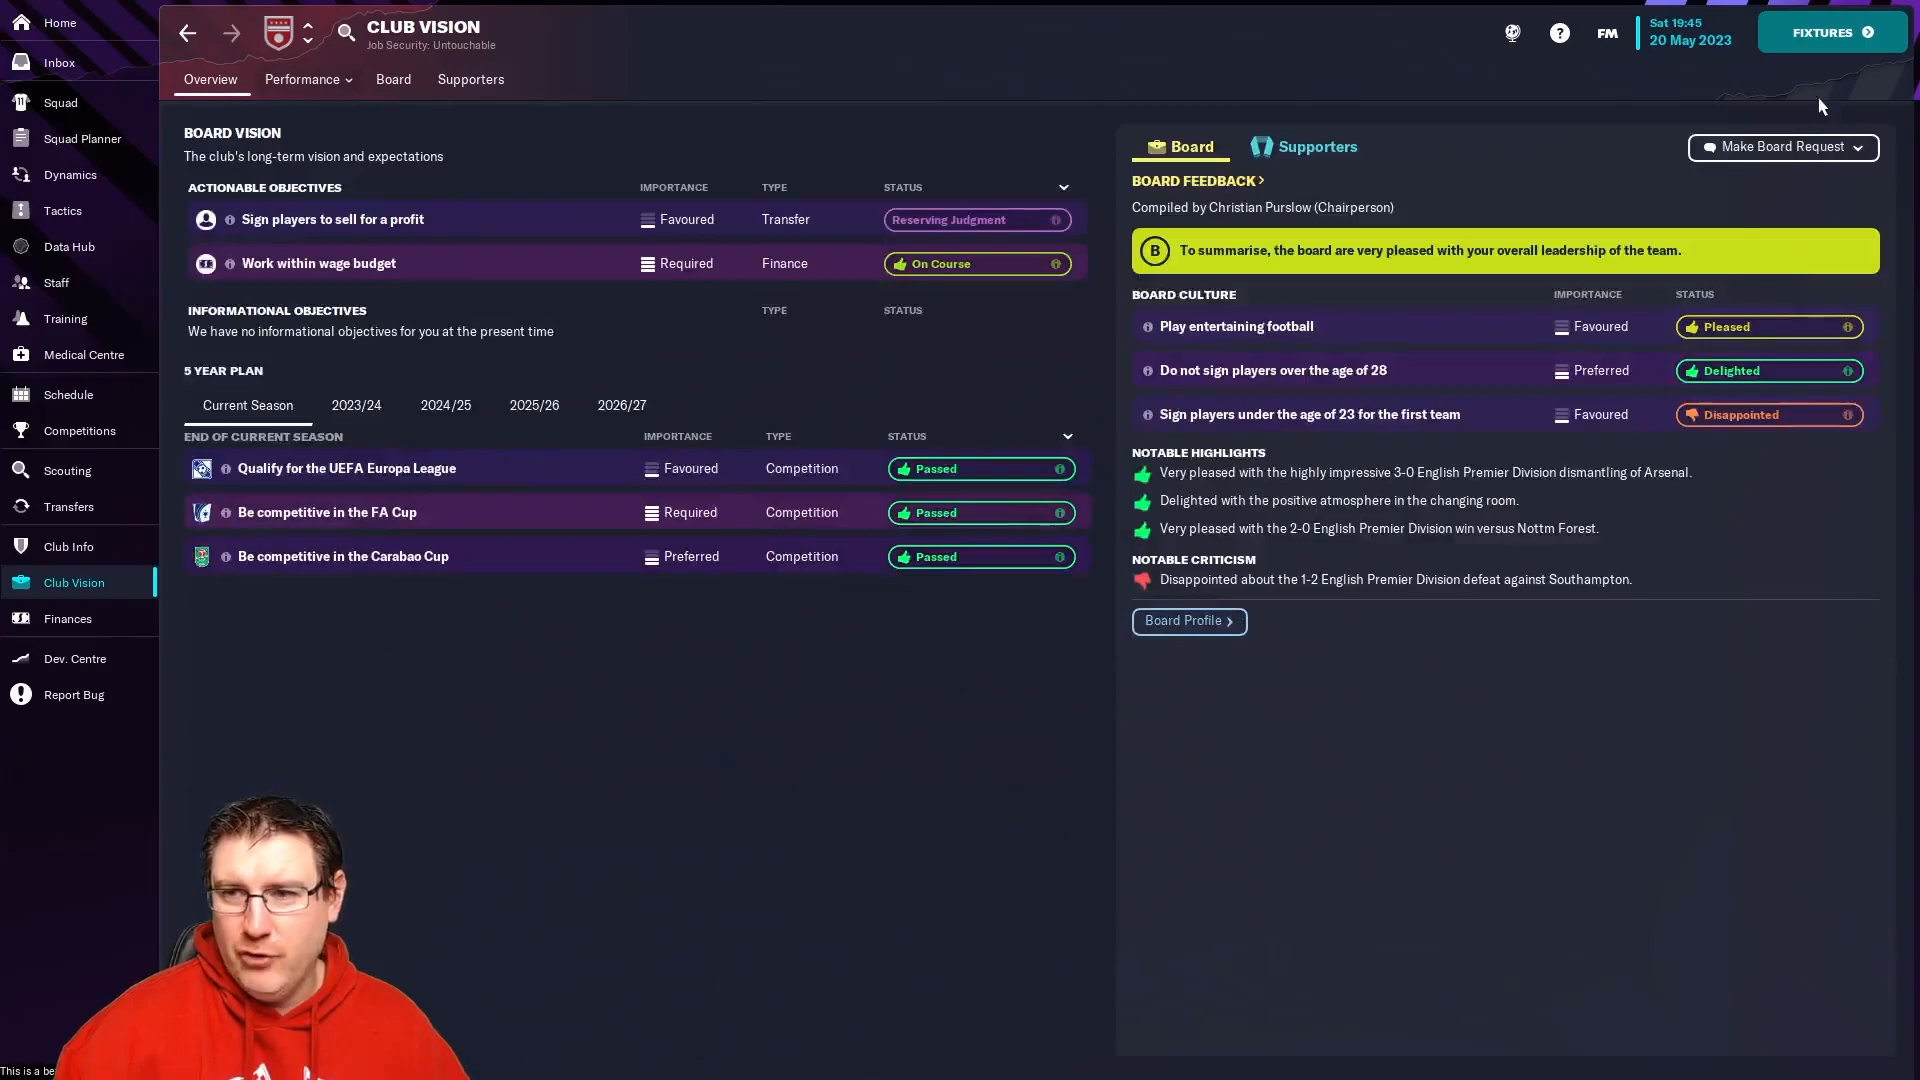 Home
Inbox
Squad
Squad Planner
Dynamics
Tactics
Data Hub
Staff
Training
Medical Centre
Schedule
Competitions
Scouting
Transfers
Club Info
Club Vision
Finances
Dev. Centre
Report Bug
This is a be
CLUB VISION
Job Security: Untouchable
FM
Sat 19:45
20 May 2023
FIXTURES
Overview Performance Board Supporters
BOARD VISION
The club's long-term vision and expectations
ACTIONABLE OBJECTIVES IMPORTANCE TYPE STATUS
Sign players to sell for a profit Favoured Transfer Reserving Judgment
Work within wage budget Required Finance On Course
INFORMATIONAL OBJECTIVES TYPE STATUS
We have no informational objectives for you at the present time
5 YEAR PLAN
Current Season 2023/24 2024/25 2025/26 2026/27
END OF CURRENT SEASON IMPORTANCE TYPE STATUS
Qualify for the UEFA Europa League Favoured Competition Passed
Be competitive in the FA Cup Required Competition Passed
Be competitive in the Carabao Cup Preferred Competition Passed
Board Supporters Make Board Request
BOARD FEEDBACK >
Compiled by Christian Purslow (Chairperson)
B To summarise, the board are very pleased with your overall leadership of the team.
BOARD CULTURE IMPORTANCE STATUS
Play entertaining football Favoured Pleased
Do not sign players over the age of 28 Preferred Delighted
Sign players under the age of 23 for the first team Favoured Disappointed
NOTABLE HIGHLIGHTS
Very pleased with the highly impressive 3-0 English Premier Division dismantling of Arsenal.
Delighted with the positive atmosphere in the changing room.
Very pleased with the 2-0 English Premier Division win versus Nottm Forest.
NOTABLE CRITICISM
Disappointed about the 1-2 English Premier Division defeat against Southampton.
Board Profile >